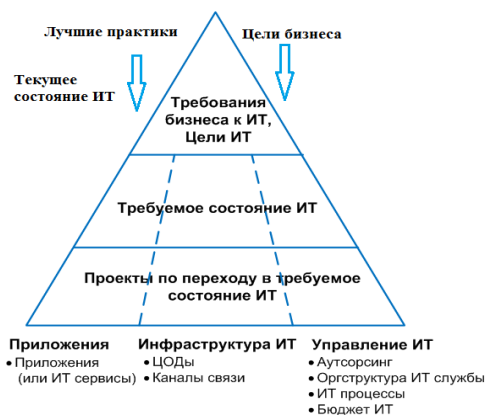 Лучшие практики
Цели бизнеса
Текущее
состояние ИТ
Требования
бизнеса к ИТ,
Цели ИТ
Требуемое состояние ИТ
Проекты по переходу в требуемое
состояние ИТ
Приложения
• Приложения
(или ИТ сервисы)
Инфраструктура ИТ
• ЦОДы
• Каналы связи
Управление ИТ
• Аутсорсинг
• Оргструктура ИТ службы
• ИТ процессы
• Бюджет ИТ